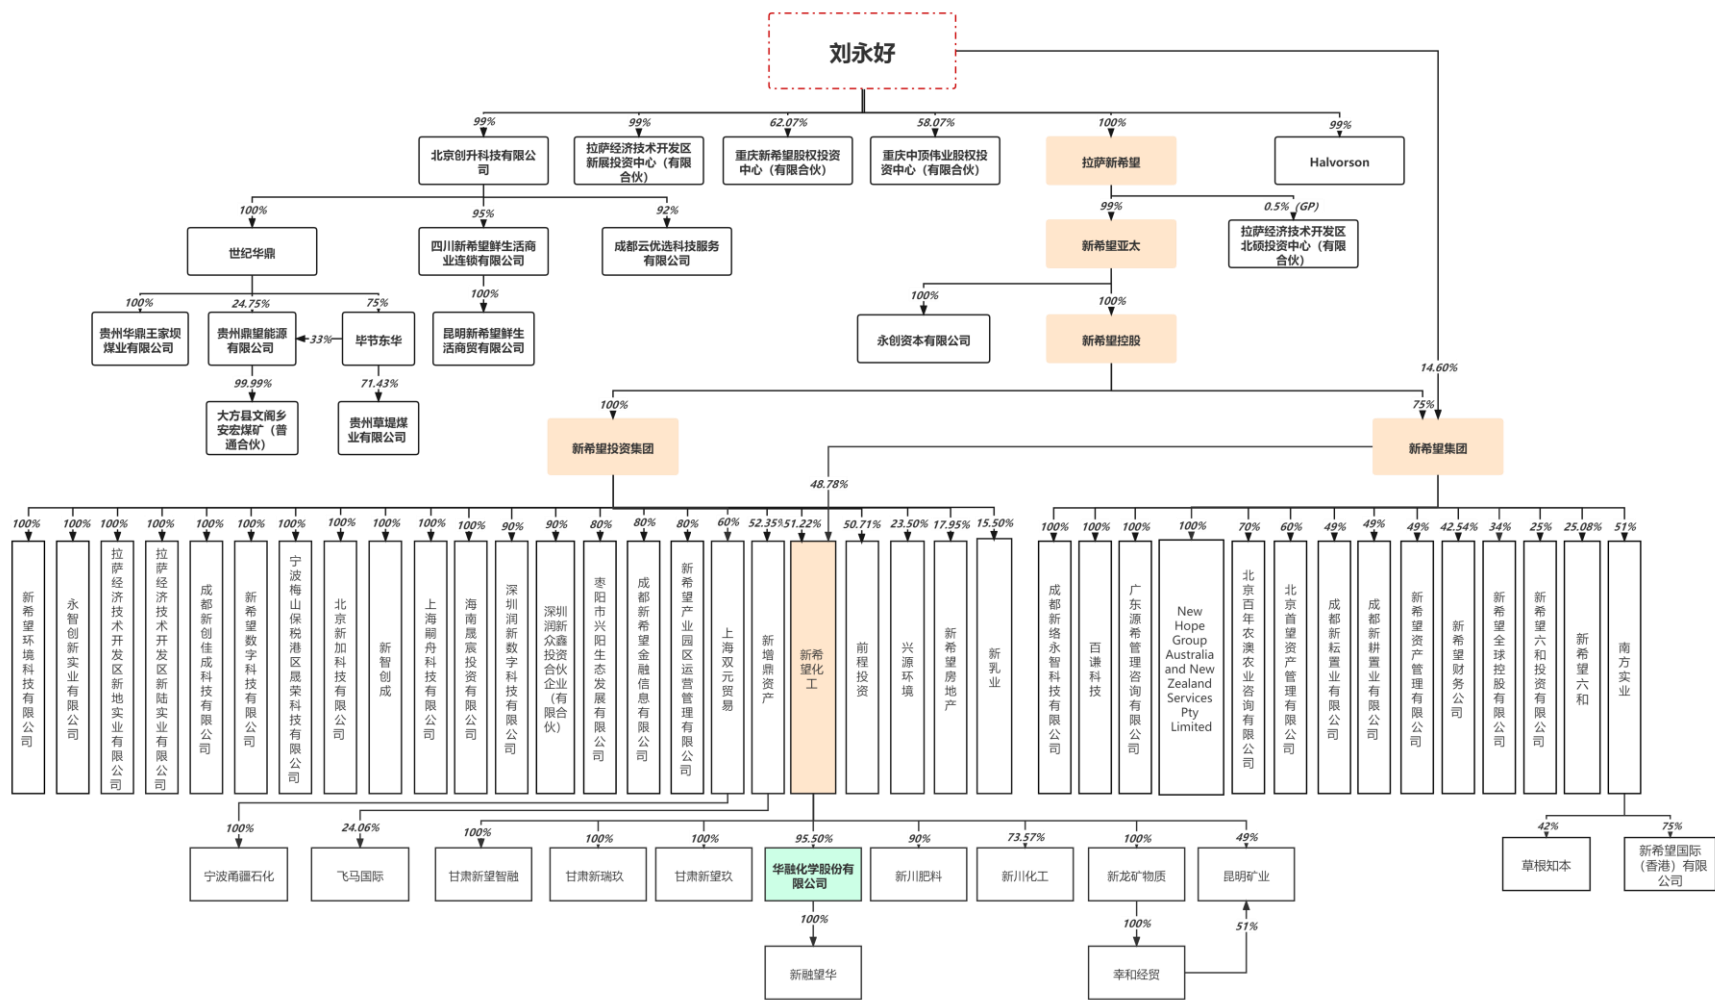 刘永好
99%
99%
62.07%
58.07%
100%
99%
北京创升科技有限公
司
拉萨经济技术开发区
新展投资中心（有限
合伙）
重庆新希望股权投资
中心（有限合伙）
重庆中顶伟业股权投
资中心（有限合伙）
拉萨新希望
Halvorson
100%
95%
92%
99%
0.5%（GP）
世纪华鼎
四川新希望鲜生活商
业连锁有限公司
成都云优选科技服务
有限公司
新希望亚太
拉萨经济技术开发区
北硕投资中心（有限
合伙）
100%
24.75%
75%
100%
100%
100%
贵州华鼎王家坝
煤业有限公司
贵州鼎望能源
有限公司
33%
毕节东华
昆明新希望鲜生
活商贸有限公司
永创资本有限公司
新希望控股
99.99%
71.43%
14.60%
大方县文阁乡
安宏煤矿（普
通合伙）
贵州草堤煤
业有限公司
100%
75%
新希望投资集团
新希望集团
48.78%
100%
100%
100%
100%
100%
100%
100%
100%
100%
100%
100%
90%
90%
80%
80%
80%
60%
52.35%
51.22%
50.71%
23.50%
17.95%
15.50%
100%
100%
100%
100%
70%
60%
49%
49%
49%
42.54%
34%
25%
25.08%
51%
新希望环境科技有限公司
永智创新实业有限公司
拉萨经济技术开发区新地实业有限公司
拉萨经济技术开发区新陆实业有限公司
成都新创佳成科技有限公司
新希望数字科技有限公司
宁波梅山保税港区晟荣科技有限公司
北京新加科技有限公司
新智创成
上海嗣舟科技有限公司
海南晟宸投资有限公司
深圳润新数字科技有限公司
深圳
润新
众鑫
投资
合伙
企业
（有
限合
伙）
枣阳市兴阳生态发展有限公司
成都新希望金融信息有限公司
新希望产业园区运营管理有限公司
上海双元贸易
新增鼎资产
新希
望化
工
前程投资
兴源环境
新希望房地产
新乳业
成都新络永智科技有限公司
百谦科技
广东源希管理咨询有限公司
New
Hope
Group
Australia
and New
Zealand
Services
Pty
Limited
北京百年农澳农业咨询有限公司
北京首望资产管理有限公司
成都新耘置业有限公司
成都新耕置业有限公司
新希望资产管理有限公司
新希望财务公司
新希望全球控股有限公司
新希望六和投资有限公司
新希望六和
南方实业
100%
24.06%
100%
100%
100%
95.50%
90%
73.57%
100%
49%
42%
75%
宁波甬疆石化
飞马国际
甘肃新望智融
甘肃新瑞玖
甘肃新望玖
华融化学股份有
限公司
新川肥料
新川化工
新龙矿物质
昆明矿业
草根知本
新希望国际
（香港）有限
公司
100%
100%
51%
新融望华
幸和经贸